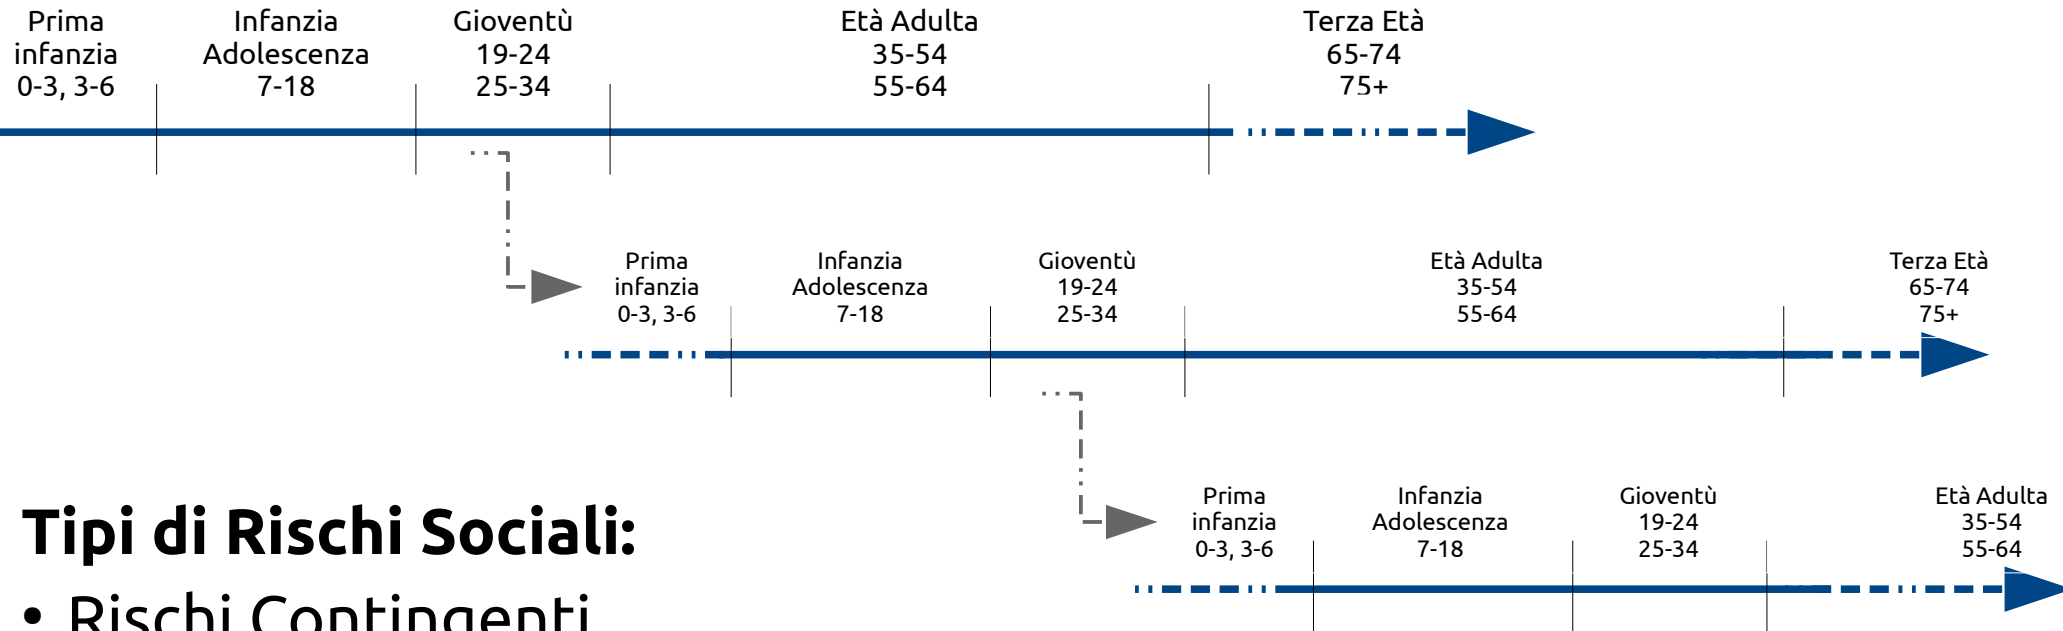 Prima
infanzia
0-3, 3-6
Infanzia
Adolescenza
7-18
Gioventù
19-24
25-34
Età Adulta
35-54
55-64
Terza Età
65-74
75+
Prima
infanzia
0-3, 3-6
Infanzia
Adolescenza
7-18
Gioventù
19-24
25-34
Età Adulta
35-54
55-64
Terza Età
65-74
75+
Prima
infanzia
0-3, 3-6
Infanzia
Adolescenza
7-18
Gioventù
19-24
25-34
Età Adulta
35-54
55-64
Tipi di Rischi Sociali:
• Rischi Contingenti